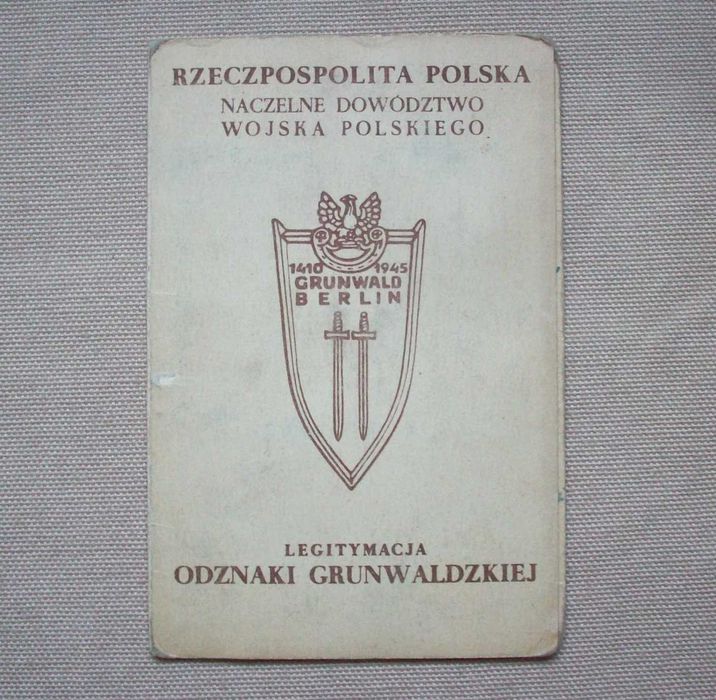 RZECZPOSPOLITA POLSKA
NACZELNE DOWÓDZTWO
WOJSKA POLSKIEGO
1410 1945
GRUNWALD
BERLIN
LEGITYMACJA
ODZNAKI GRUNWALDZKIEJ